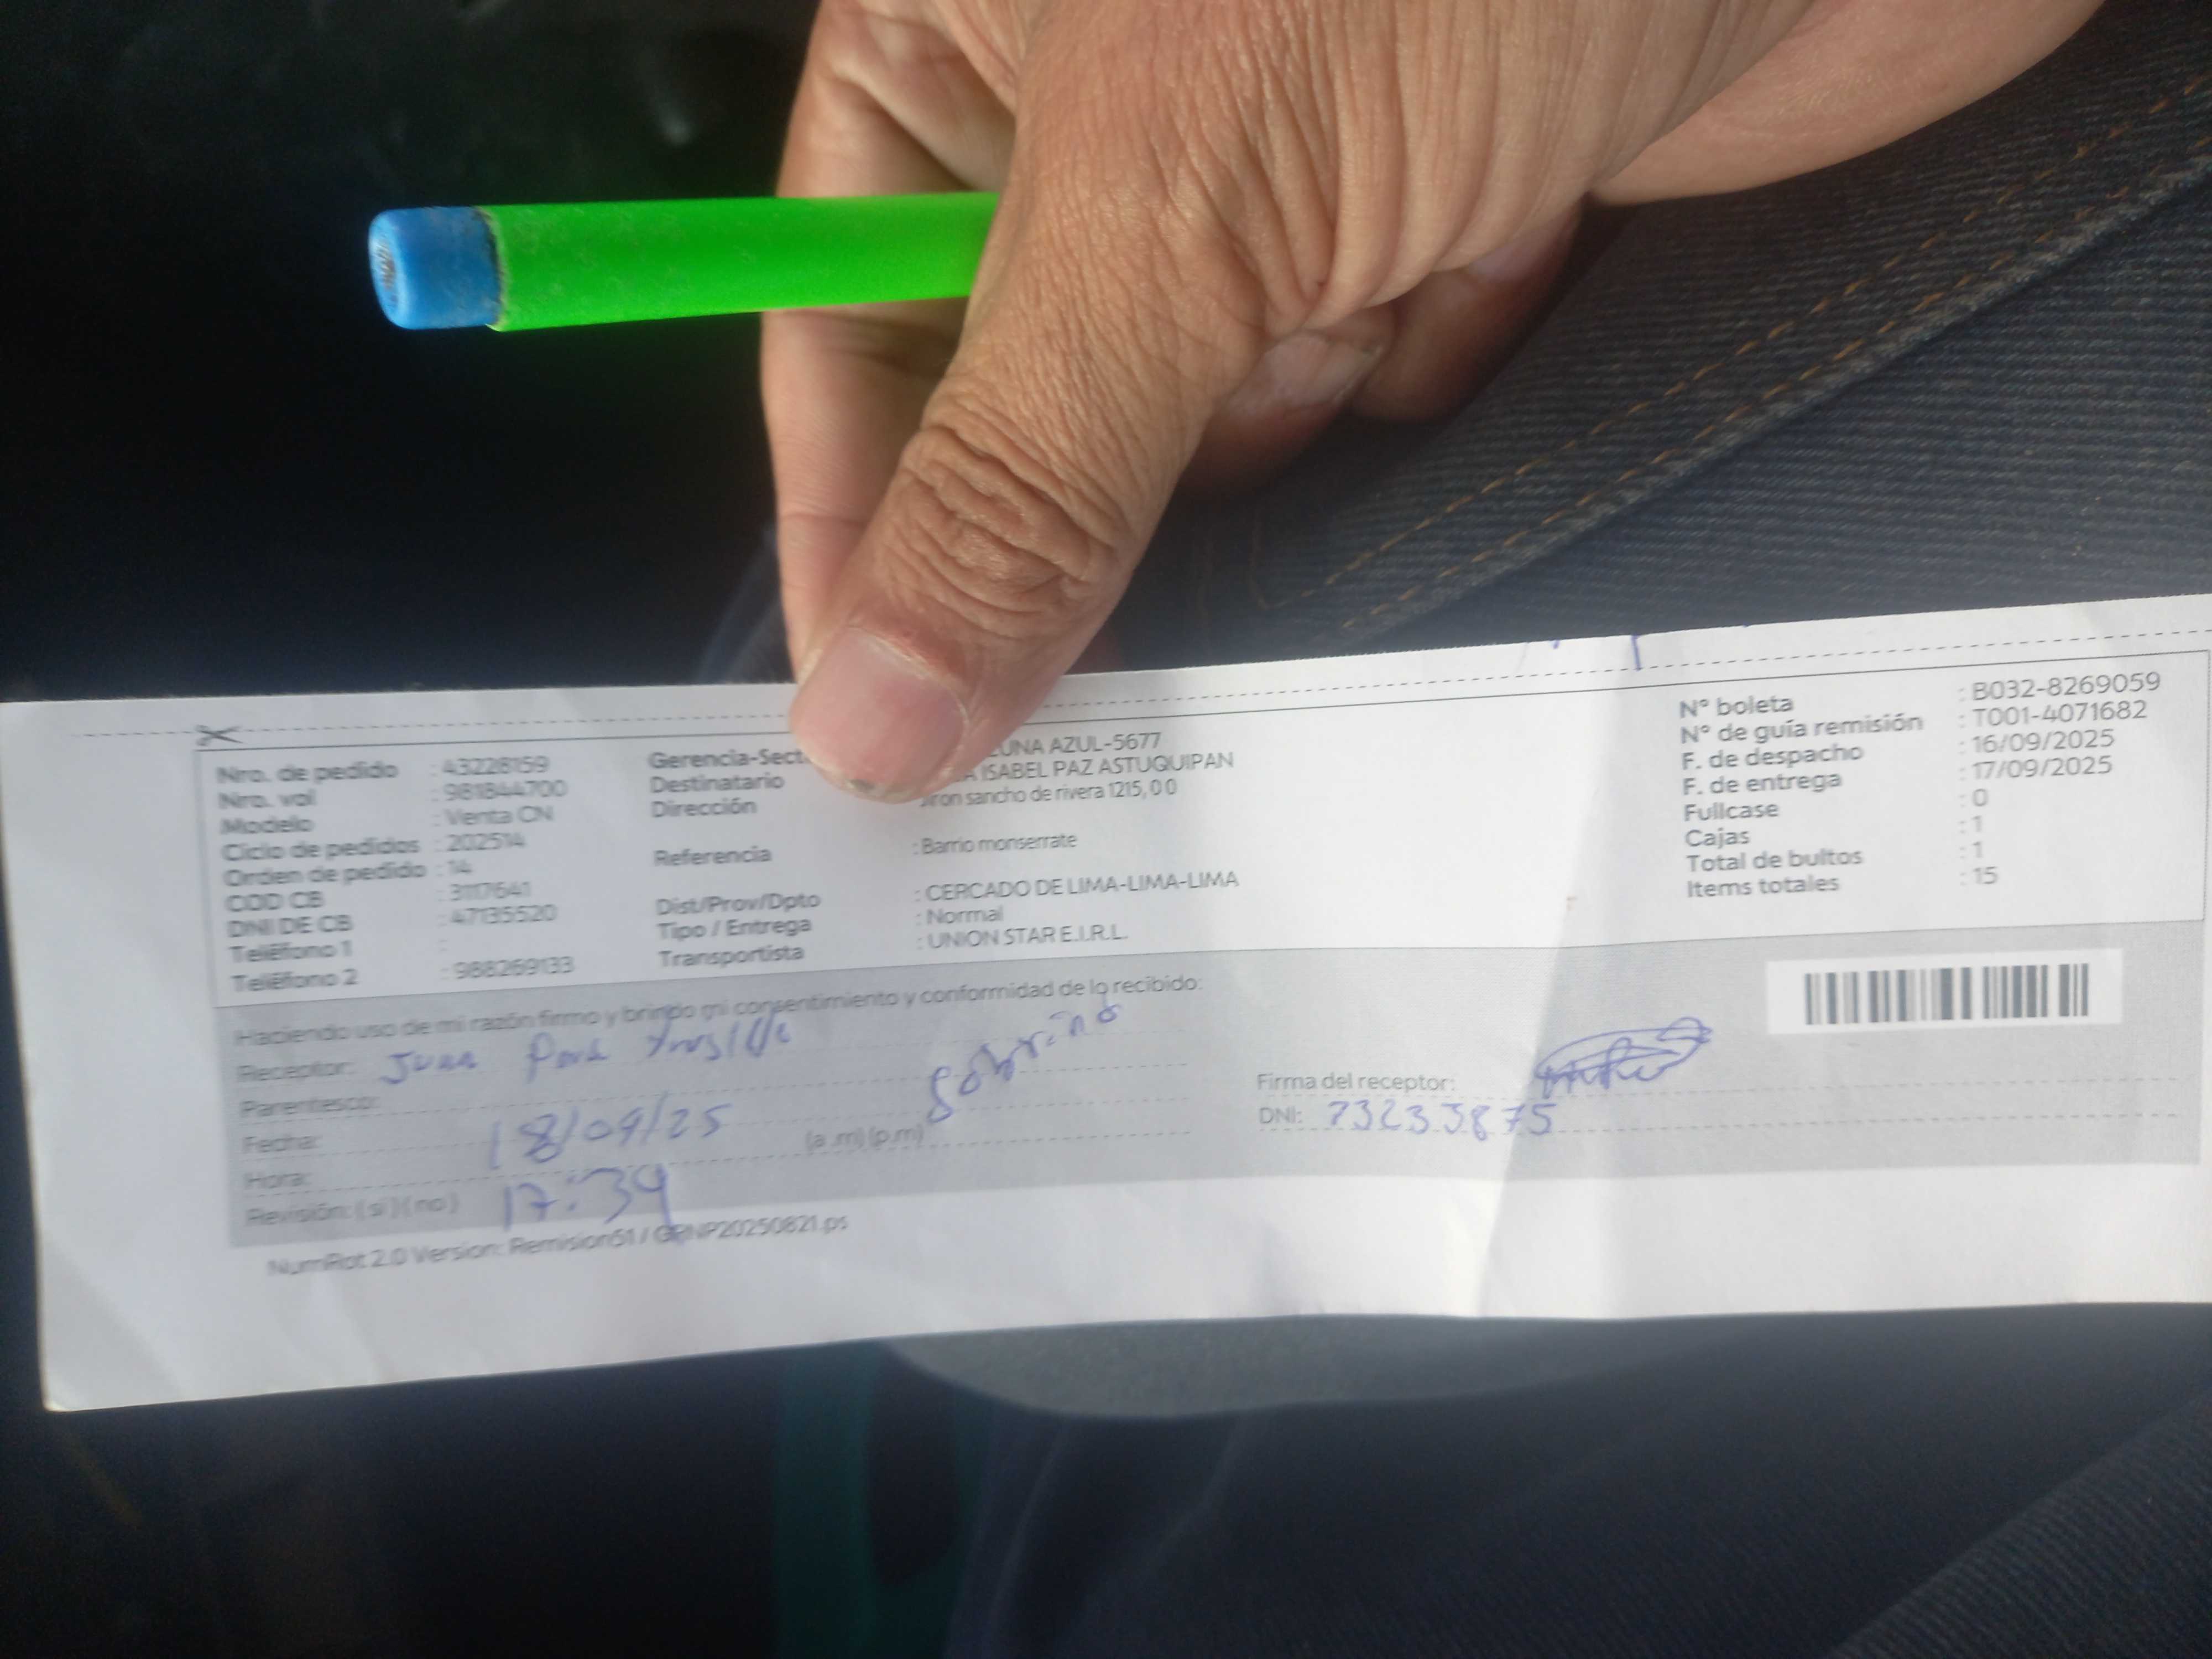 Nro. de pedido : 43228159
Nro. vol : 981844700
Modelo : Venta CN
Ciclo de pedidos : 202514
Orden de pedido : 14
COD CB : 3117641
DNI DE CB : 47135520
Teléfono 1 :
Teléfono 2 : 988269133
Gerencia-Sect LUNA AZUL-5677
Destinatario ISABEL PAZ ASTUQUIPAN
Dirección Jiron sancho de rivera 1215, 0 0
Referencia : Barrio monserrate
Dist/Prov/Dpto : CERCADO DE LIMA-LIMA-LIMA
Tipo / Entrega : Normal
Transportista : UNION STAR E.I.R.L.
N° boleta : B032-8269059
N° de guía remisión : T001-4071682
F. de despacho : 16/09/2025
F. de entrega : 17/09/2025
Fullcase : 0
Cajas : 1
Total de bultos : 1
Items totales : 15
Haciendo uso de mi razón firmo y brindo mi consentimiento y conformidad de lo recibido:
Receptor: Juan
Parentesco: Sobrino
Fecha: 18/09/25 (a.m) (p.m)
Hora: 17:34
Revisión: ( si ) ( no )
Firma del receptor:
DNI: 73233875
NumRot 2.0 Version: Remision51 / GRNP20250821.ps